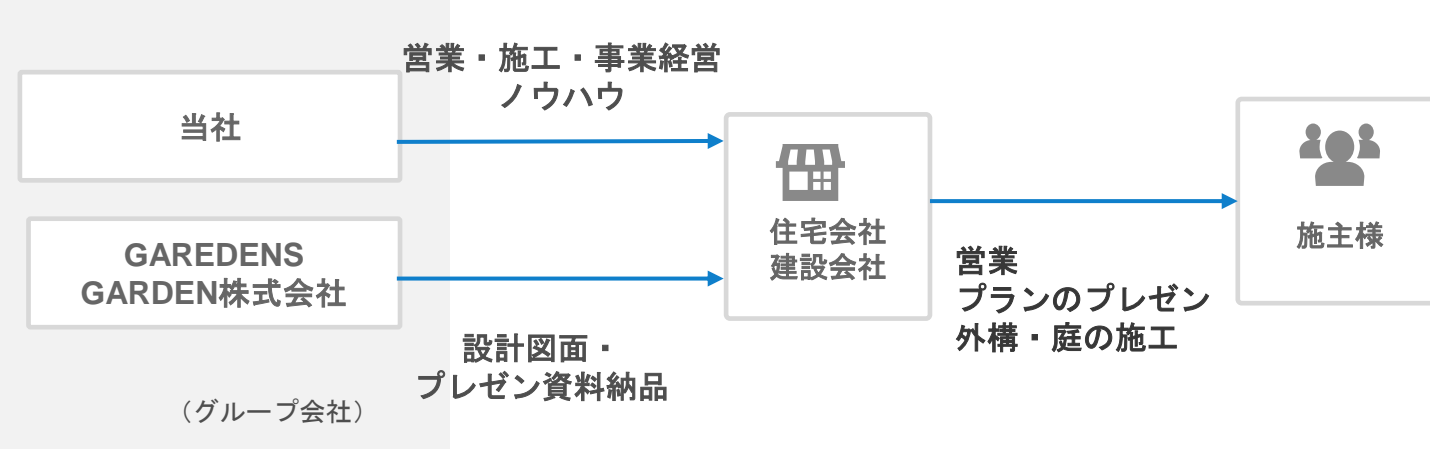 営業・施工・事業経営
ノウハウ
当社
GAREDENS
GARDEN株式会社
設計図面・
プレゼン資料納品
（グループ会社）
住宅会社
建設会社
営業
プランのプレゼン
外構・庭の施工
施主様